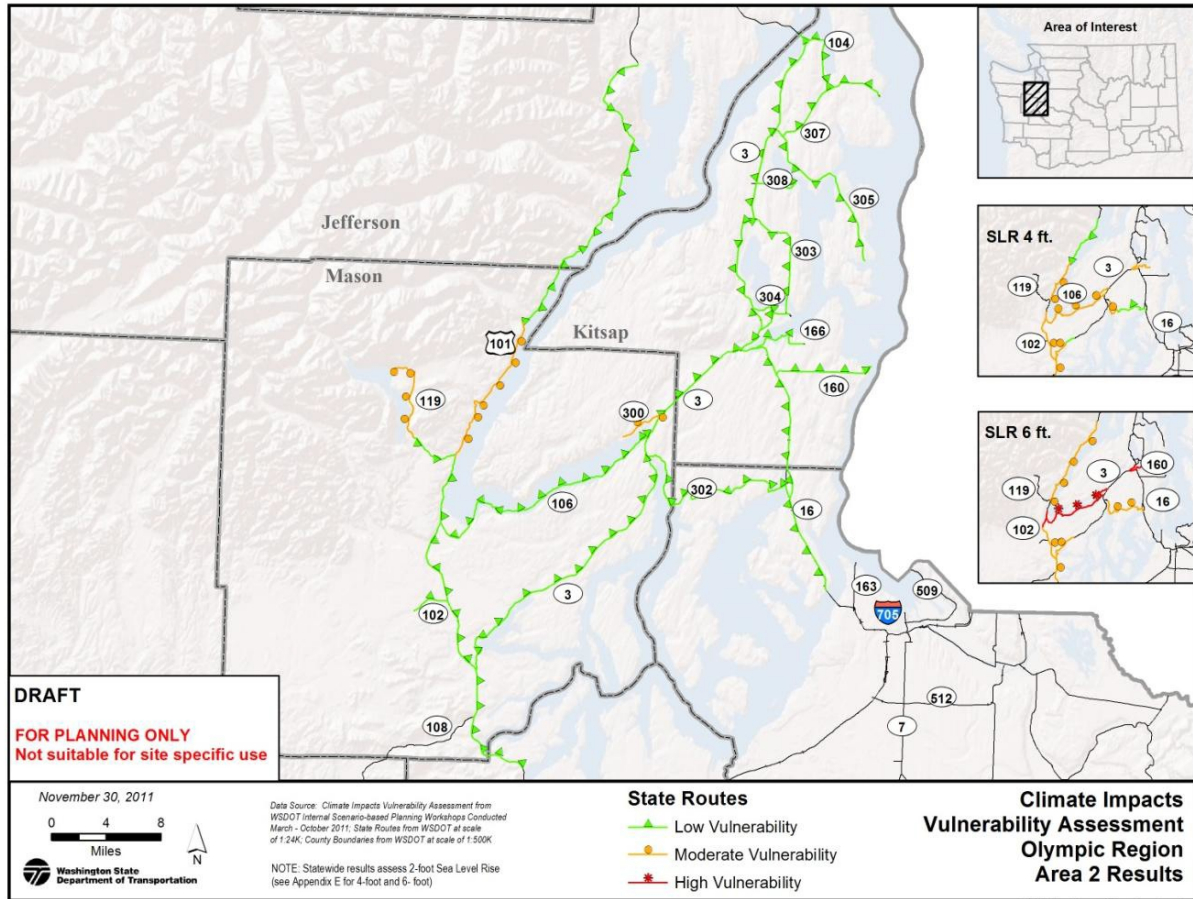 104
307
3
308
305
Jefferson
303
Mason
304
101
Kitsap
166
119
160
300
3
302
106
16
3
163
509
705
102
512
108
7
Area of Interest
SLR 4 ft.
3
119
106
16
102
SLR 6 ft.
3
160
119
16
102
DRAFT
FOR PLANNING ONLY
Not suitable for site specific use
November 30, 2011
0 4 8
Miles
N
Washington State
Department of Transportation
Data Source: Climate Impacts Vulnerability Assessment from
WSDOT Internal Scenario-based Planning Workshops Conducted
March - October 2011; State Routes from WSDOT at scale
of 1:24K; County Boundaries from WSDOT at scale of 1:500K
NOTE: Statewide results assess 2-foot Sea Level Rise
(see Appendix E for 4-foot and 6- foot)
State Routes
Low Vulnerability
Moderate Vulnerability
High Vulnerability
Climate Impacts
Vulnerability Assessment
Olympic Region
Area 2 Results